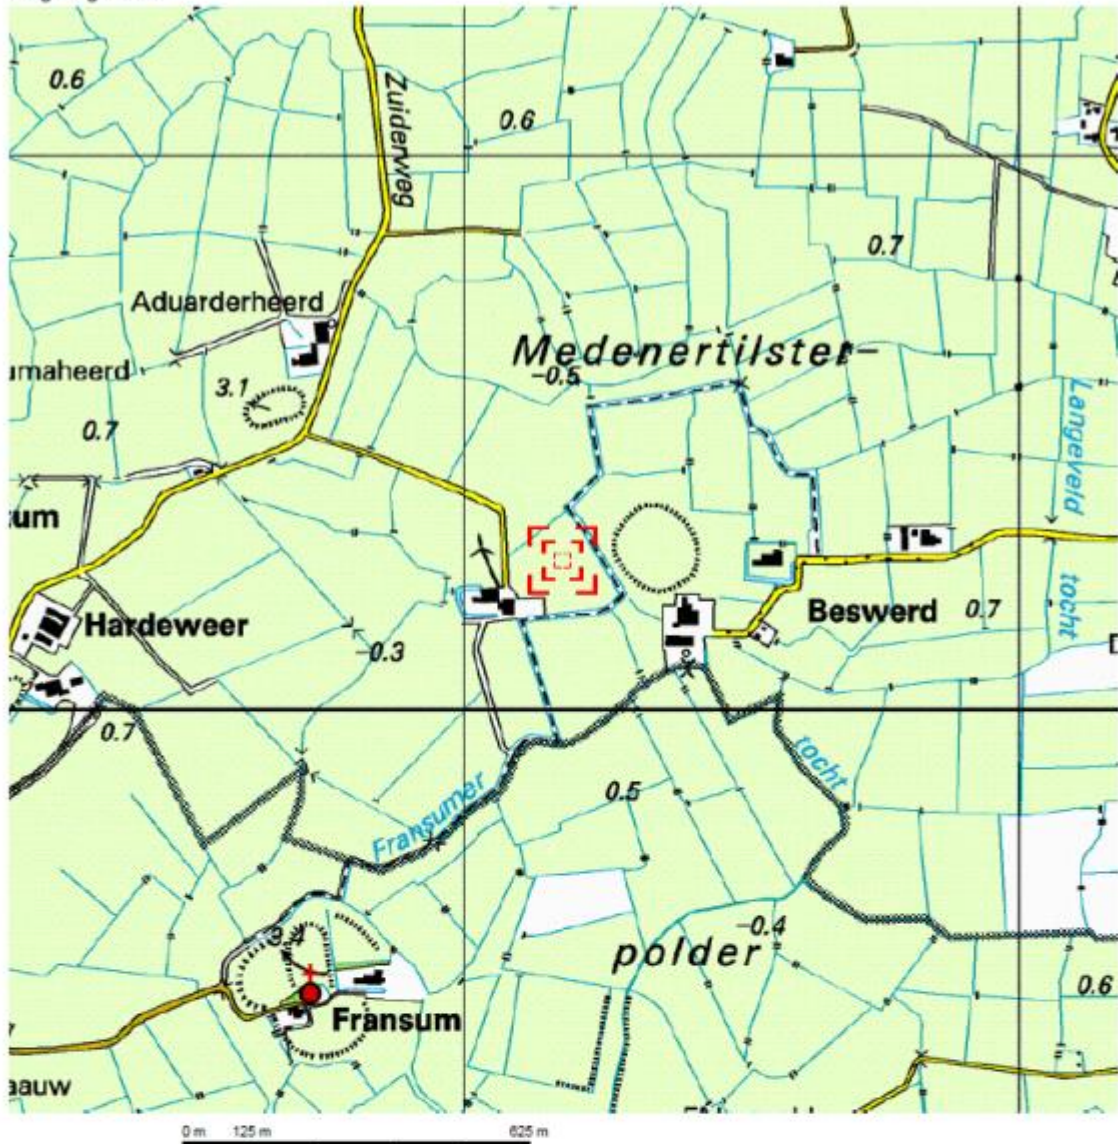 0.6
Zuiderweg
0.6
0.7
Aduarderheerd
Medenertilster-
-0.5
umaheerd
3.1
0.7
Langeveld
tocht
um
Hardeweer
-0.3
Beswerd
0.7
0.7
tocht
Fransumer
0.5
3.4
-0.4
polder
0.6
Fransum
aauw
0 m 125 m 625 m